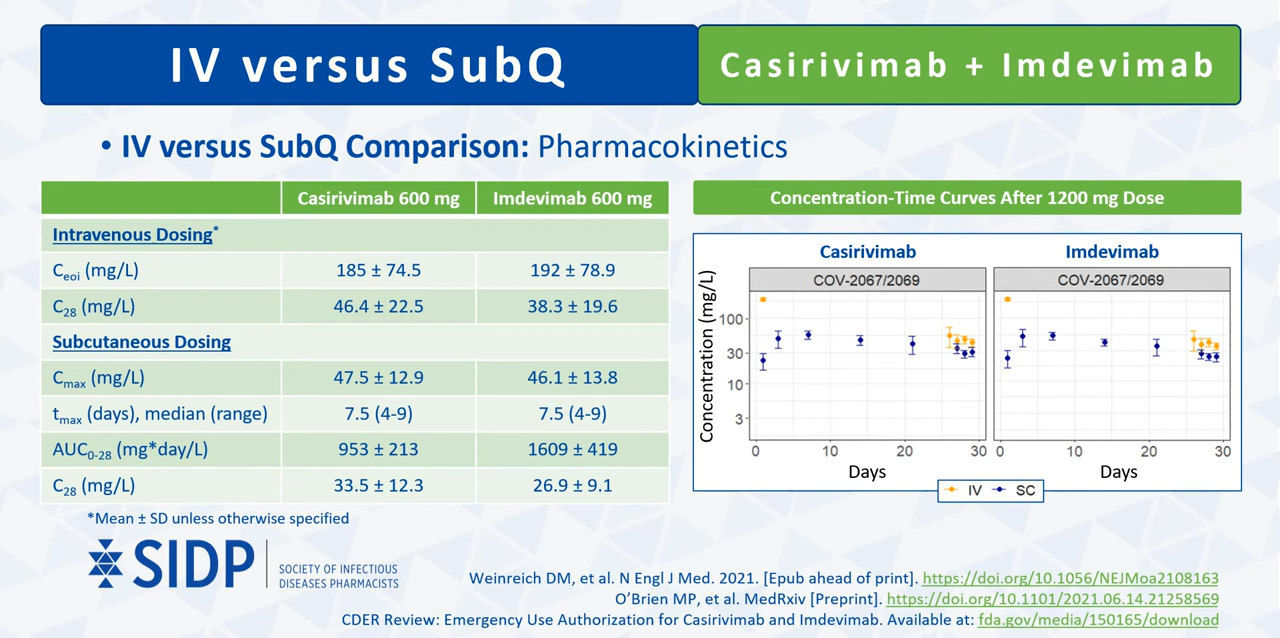 IV versus SubQ
Casirivimab + Imdevimab
• IV versus SubQ Comparison: Pharmacokinetics
Casirivimab 600 mg Imdevimab 600 mg
Intravenous Dosing*
Ceoi (mg/L) 185 ± 74.5 192 ± 78.9
C28 (mg/L) 46.4 ± 22.5 38.3 ± 19.6
Subcutaneous Dosing
Cmax (mg/L) 47.5 ± 12.9 46.1 ± 13.8
tmax (days), median (range) 7.5 (4-9) 7.5 (4-9)
AUC0-28 (mg*day/L) 953 ± 213 1609 ± 419
C28 (mg/L) 33.5 ± 12.3 26.9 ± 9.1
*Mean ± SD unless otherwise specified
Concentration-Time Curves After 1200 mg Dose
Casirivimab Imdevimab
COV-2067/2069 COV-2067/2069
Concentration (mg/L)
100
30
10
3
0 10 20 30 0 10 20 30
Days Days
IV SC
SIDP
SOCIETY OF INFECTIOUS
DISEASES PHARMACISTS
Weinreich DM, et al. N Engl J Med. 2021. [Epub ahead of print]. https://doi.org/10.1056/NEJMoa2108163
O’Brien MP, et al. MedRxiv [Preprint]. https://doi.org/10.1101/2021.06.14.21258569
CDER Review: Emergency Use Authorization for Casirivimab and Imdevimab. Available at: fda.gov/media/150165/download